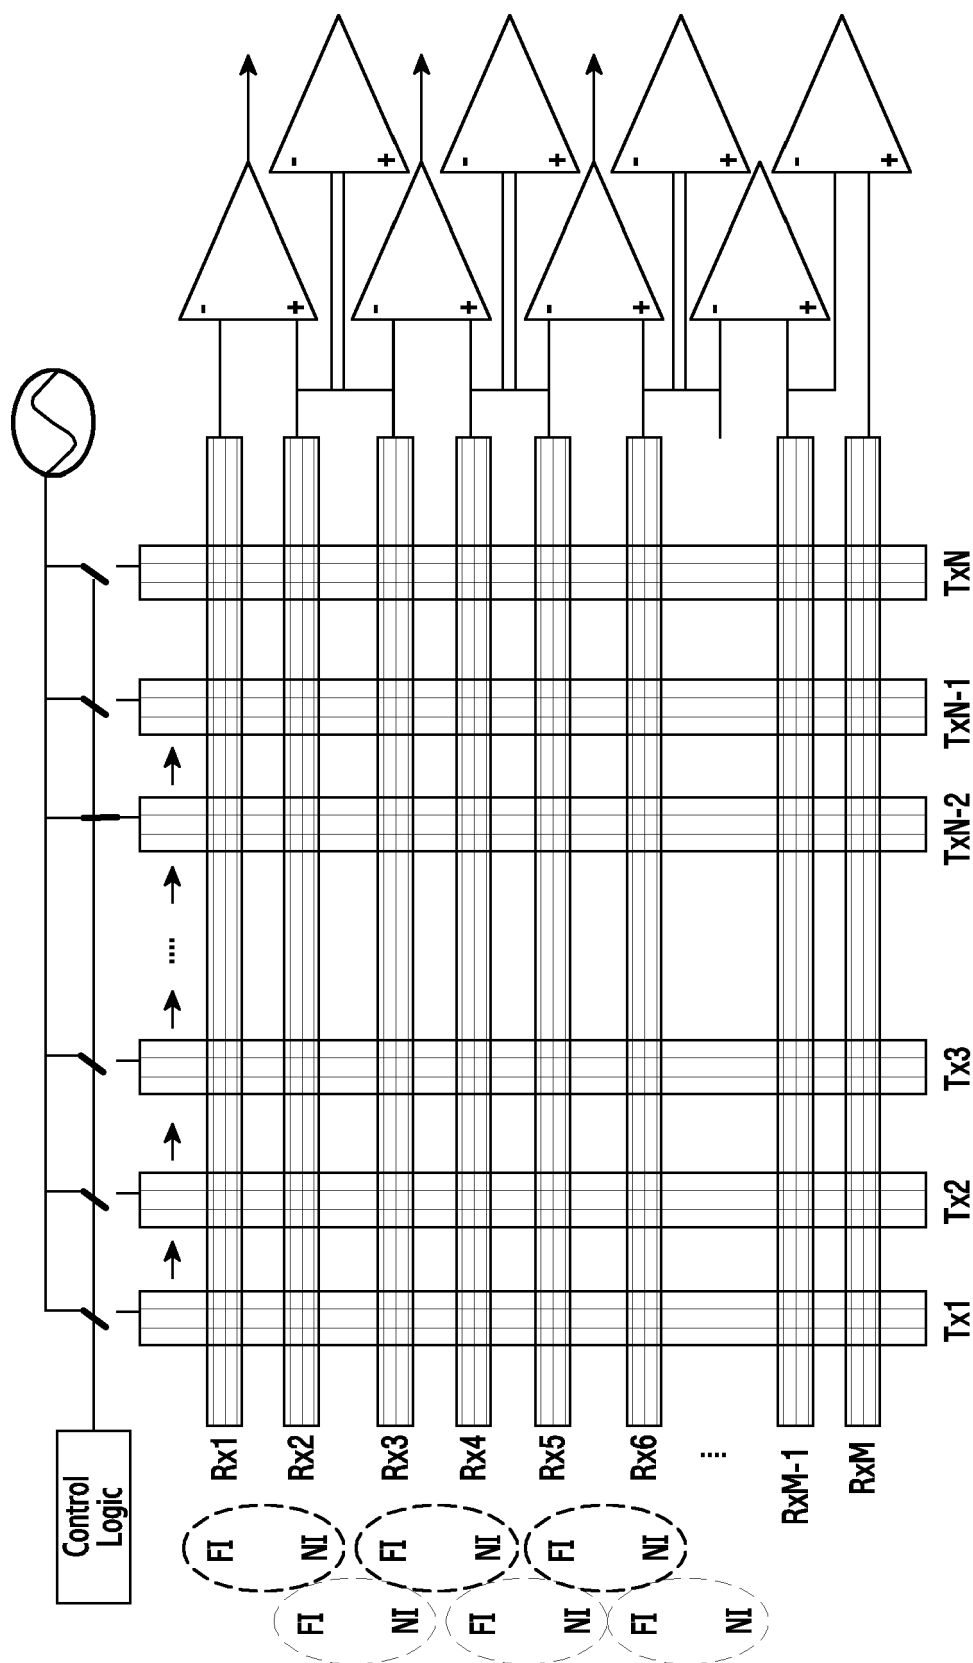 Control
Logic
Tx1
Tx2
Tx3
....
TxN-2
TxN-1
TxN
FI
NI
FI
NI
FI
NI
FI
NI
FI
NI
FI
NI
Rx1
Rx2
Rx3
Rx4
Rx5
Rx6
....
RxM-1
RxM
- +
- +
- +
- +
- +
- +
- +
- +